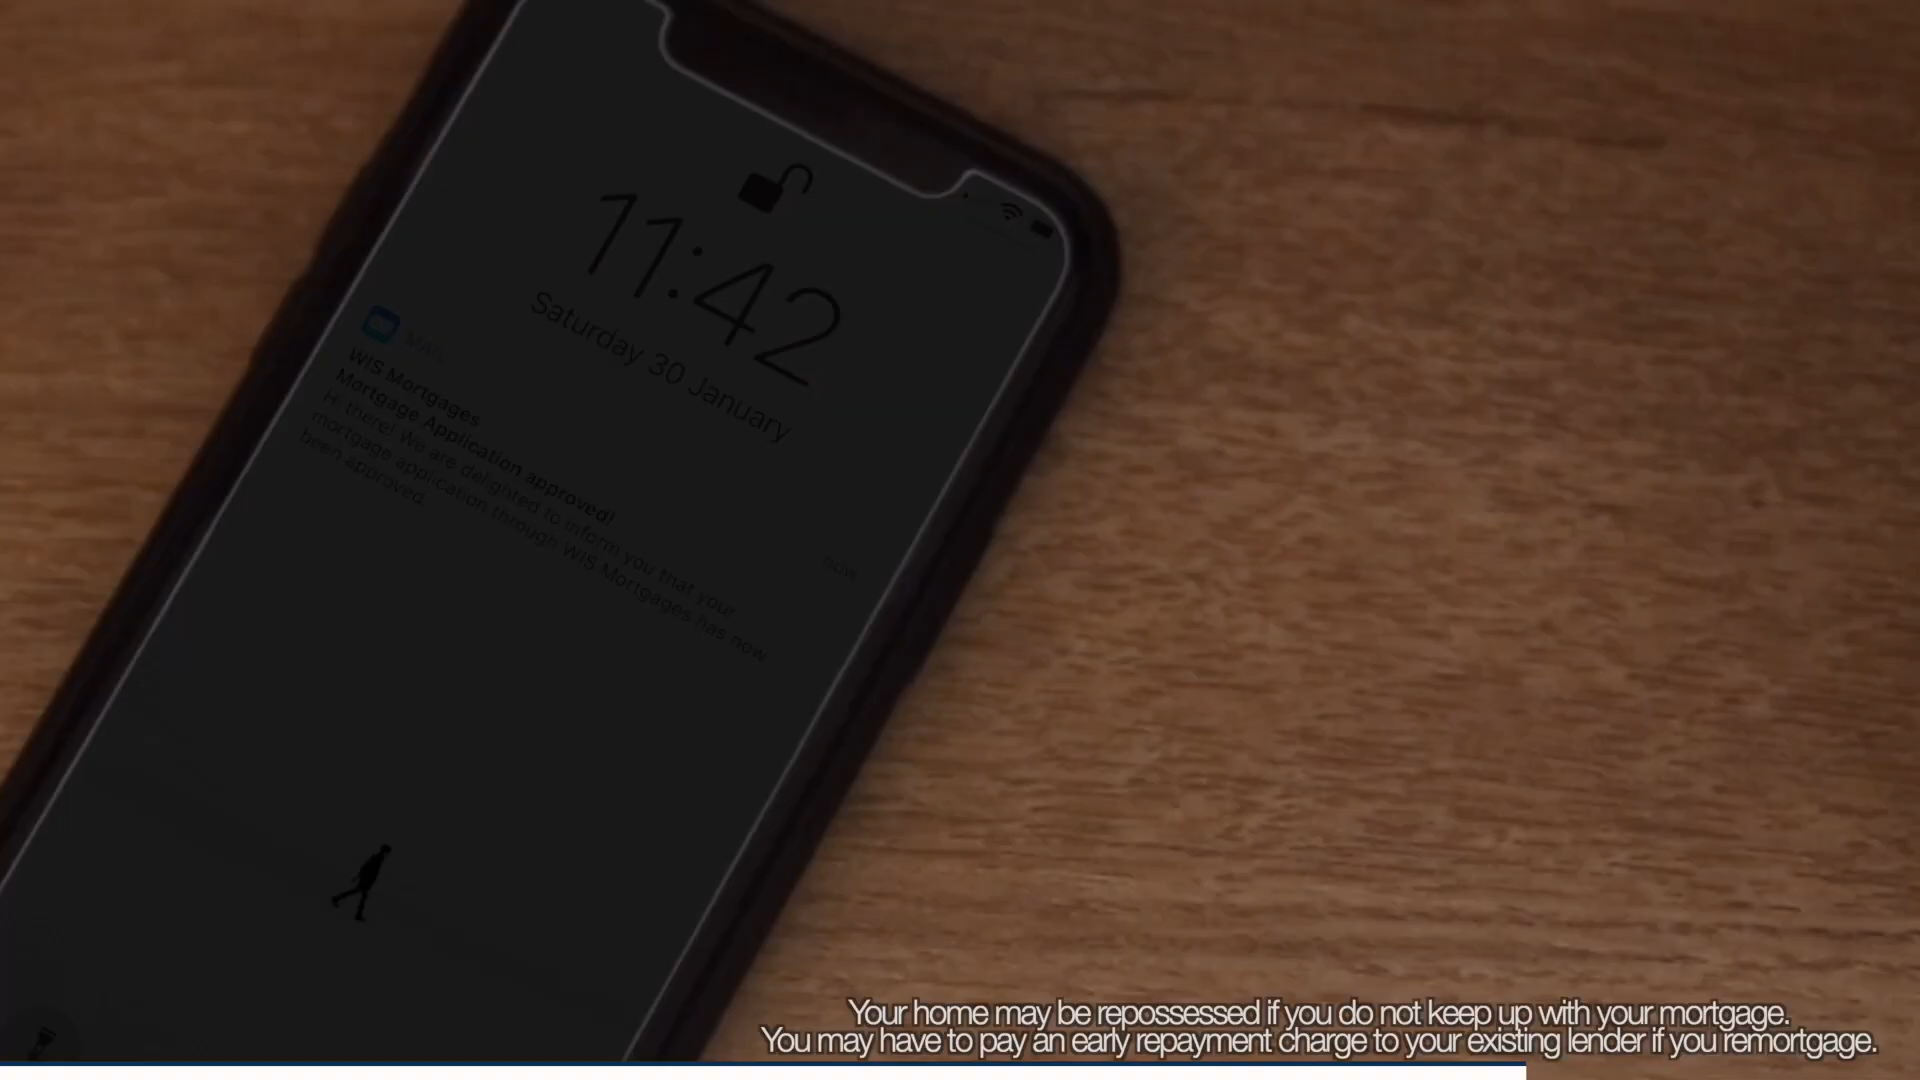 11:42
Saturday 30 January
MAIL
now
WIS Mortgages
Mortgage Application approved!
Hi there! We are delighted to inform you that your
mortgage application through WIS Mortgages has now
been approved.
Your home may be repossessed if you do not keep up with your mortgage.
You may have to pay an early repayment charge to your existing lender if you remortgage.